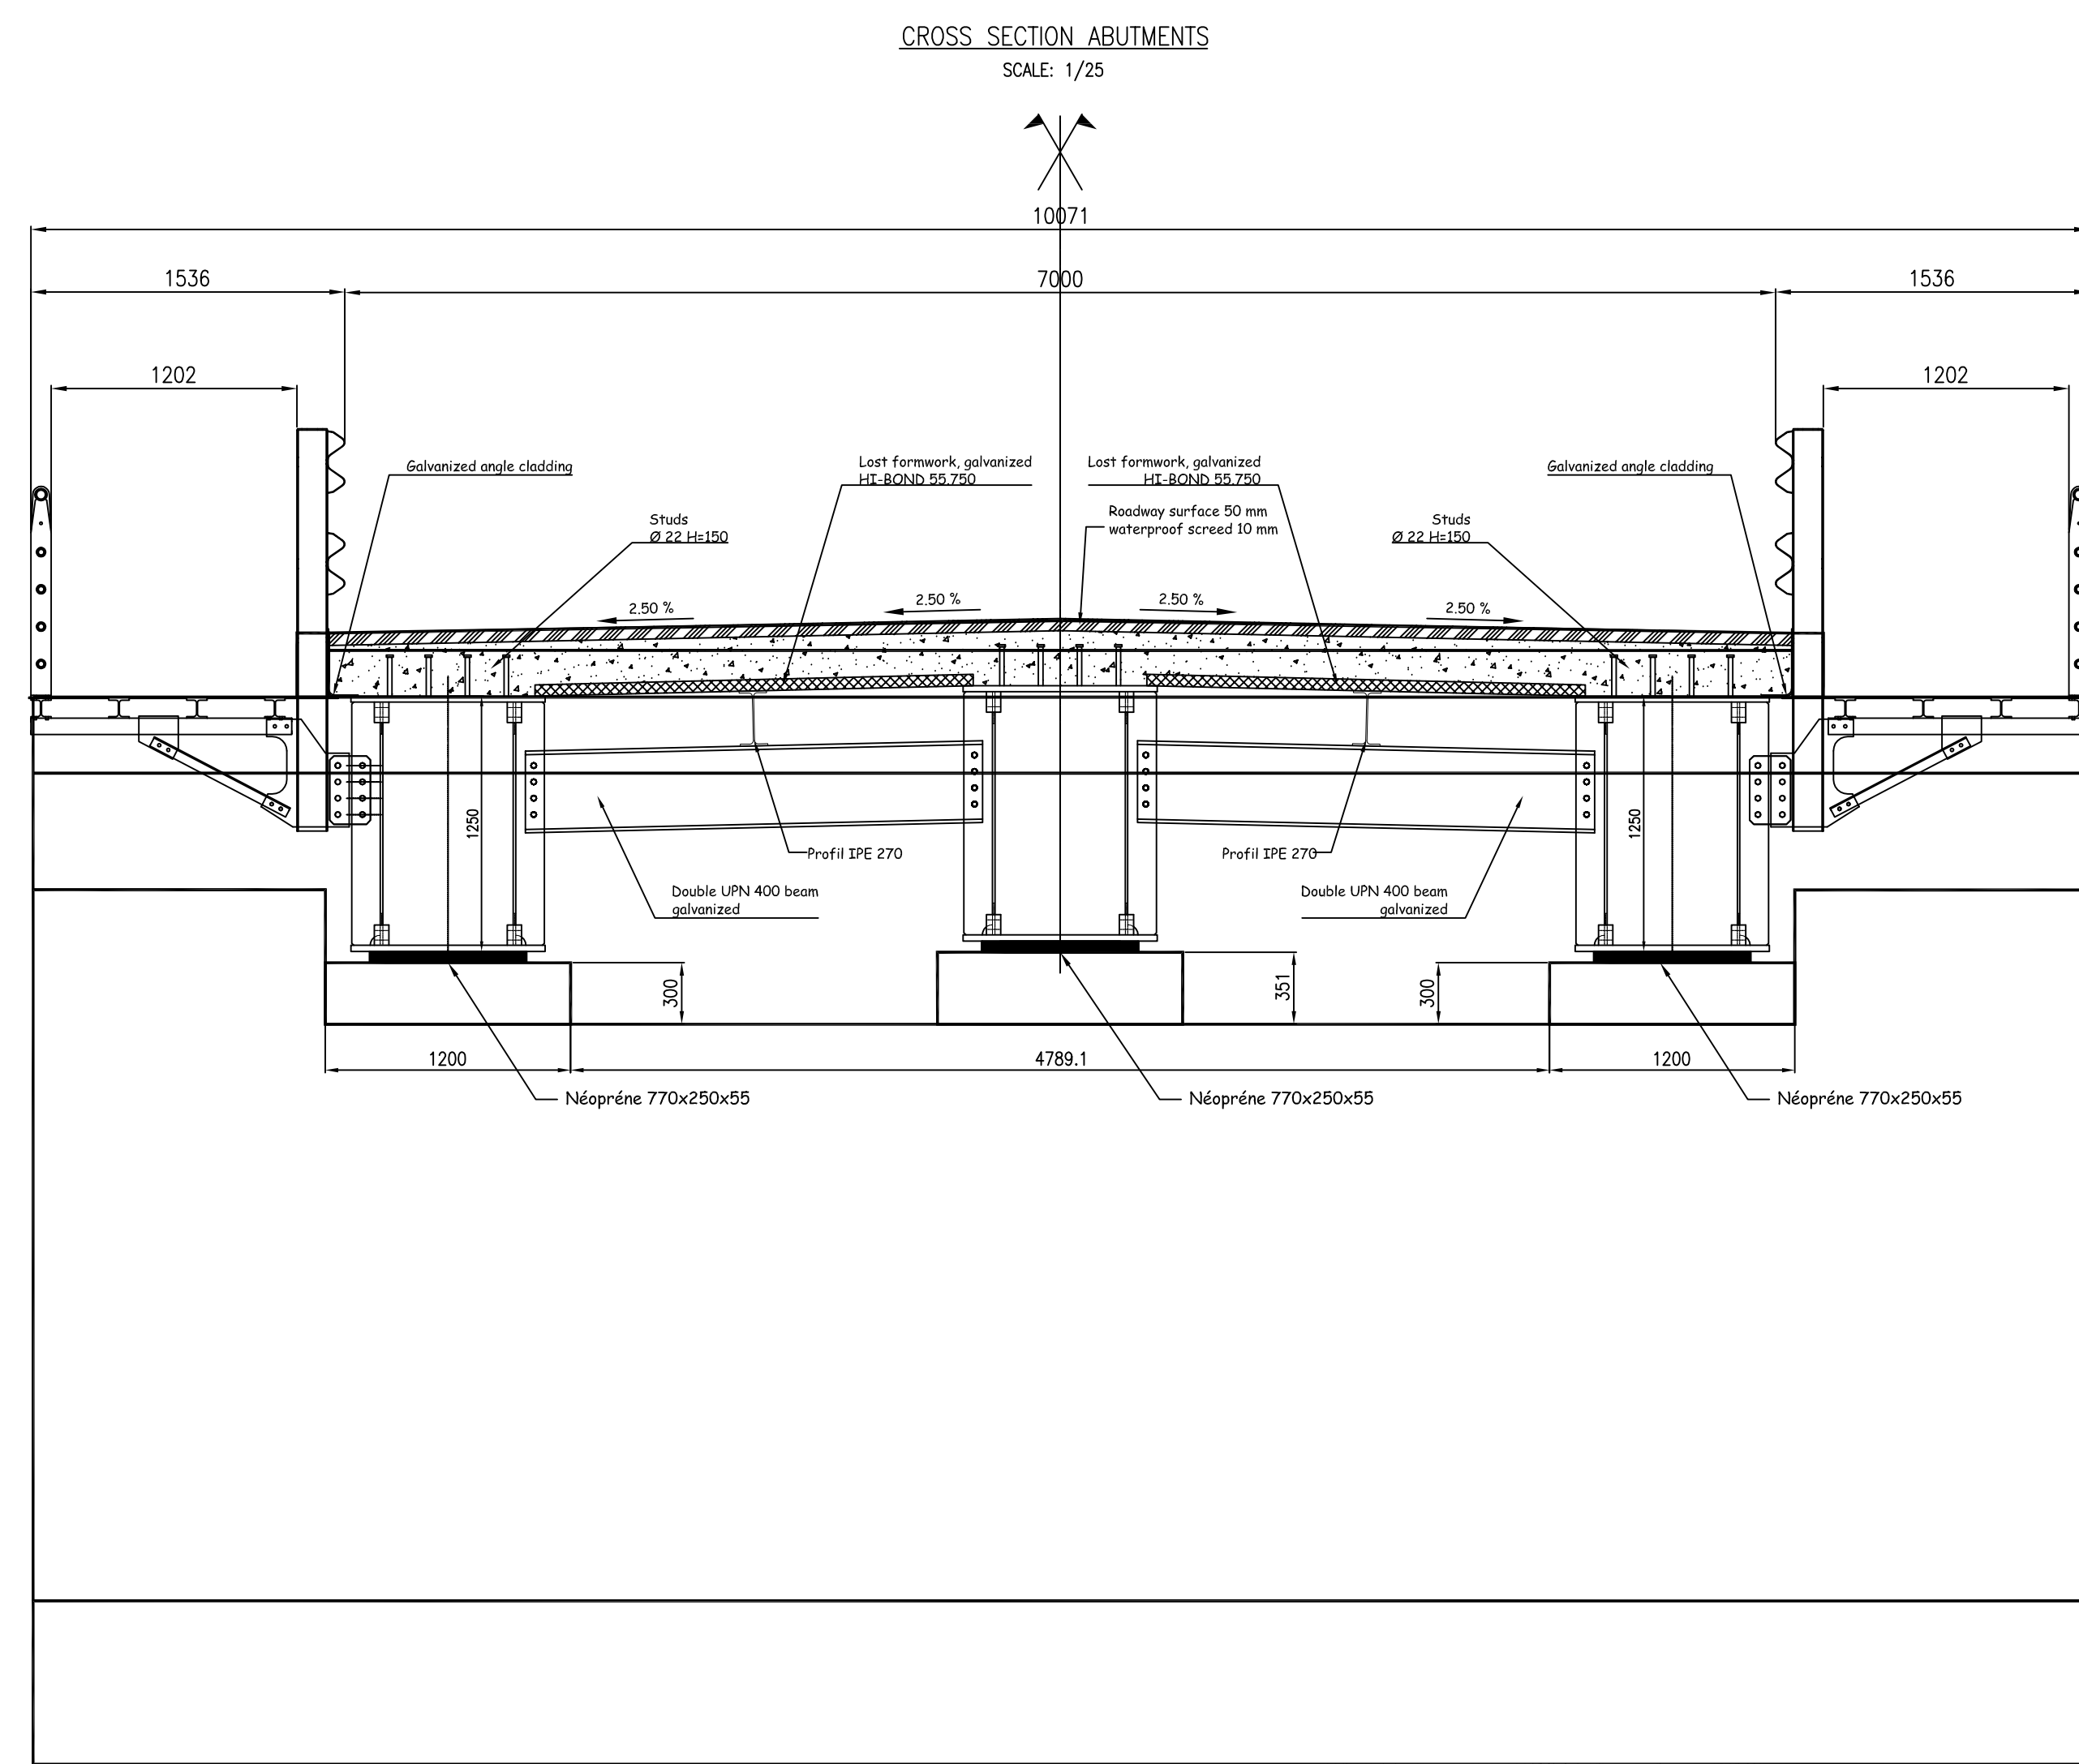 CROSS SECTION ABUTMENTS
SCALE: 1/25
10071
1536
7000
1536
1202
1202
Galvanized angle cladding
Lost formwork, galvanized
HI-BOND 55.750
Lost formwork, galvanized
HI-BOND 55.750
Galvanized angle cladding
Studs
Ø 22 H=150
Roadway surface 50 mm
waterproof screed 10 mm
Studs
Ø 22 H=150
2.50 %
2.50 %
2.50 %
2.50 %
1250
1250
Profil IPE 270
Profil IPE 270
Double UPN 400 beam
galvanized
Double UPN 400 beam
galvanized
300
351
300
1200
4789.1
1200
Néopréne 770x250x55
Néopréne 770x250x55
Néopréne 770x250x55